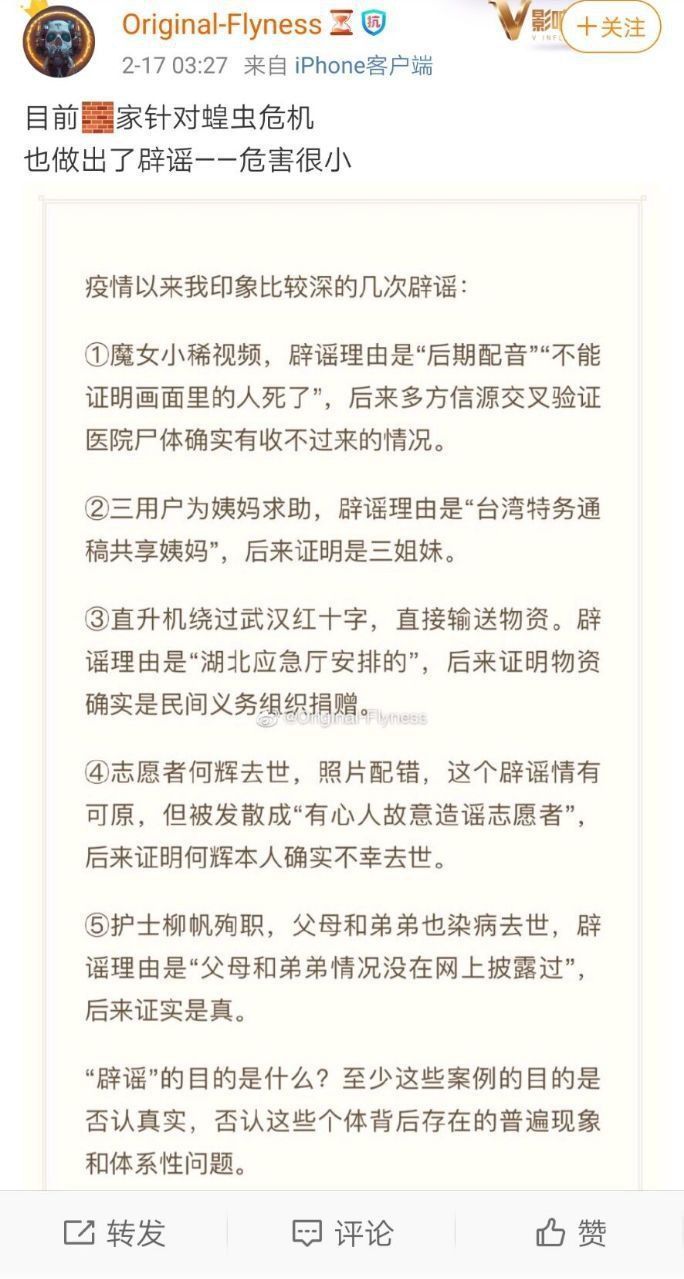 Original-Flyness
抗
V影响
V INFL
+关注
2-17 03:27 来自 iPhone客户端
目前🧱家针对蝗虫危机
也做出了辟谣——危害很小
疫情以来我印象比较深的几次辟谣：
①魔女小稀视频，辟谣理由是“后期配音”“不能
证明画面里的人死了”，后来多方信源交叉验证
医院尸体确实有收不过来的情况。
②三用户为姨妈求助，辟谣理由是“台湾特务通
稿共享姨妈”，后来证明是三姐妹。
③直升机绕过武汉红十字，直接输送物资。辟
谣理由是“湖北应急厅安排的”，后来证明物资
确实是民间义务组织捐赠。
@Original-Flyness
④志愿者何辉去世，照片配错，这个辟谣情有
可原，但被发散成“有心人故意造谣志愿者”，
后来证明何辉本人确实不幸去世。
⑤护士柳帆殉职，父母和弟弟也染病去世，辟
谣理由是“父母和弟弟情况没在网上披露过”，
后来证实是真。
“辟谣”的目的是什么？至少这些案例的目的是
否认真实，否认这些个体背后存在的普遍现象
和体系性问题。
转发 评论 赞